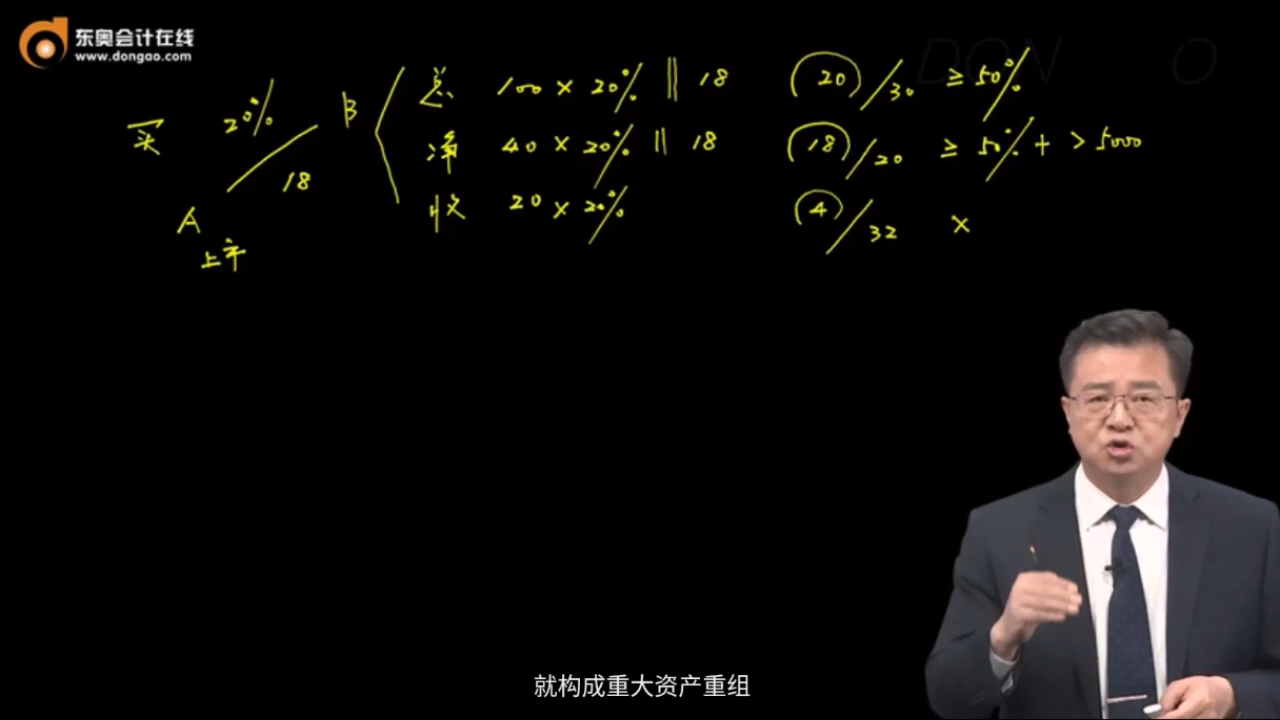 东奥会计在线
www.dongao.com
DON O
总 100 × 20% || 18 (20)/30 ≥ 50%
买 20%/18 B 净 40 × 20% || 18 (18)/20 ≥ 50% + > 5000
A 收 20 × 20% (4)/32 ×
上市
就构成重大资产重组